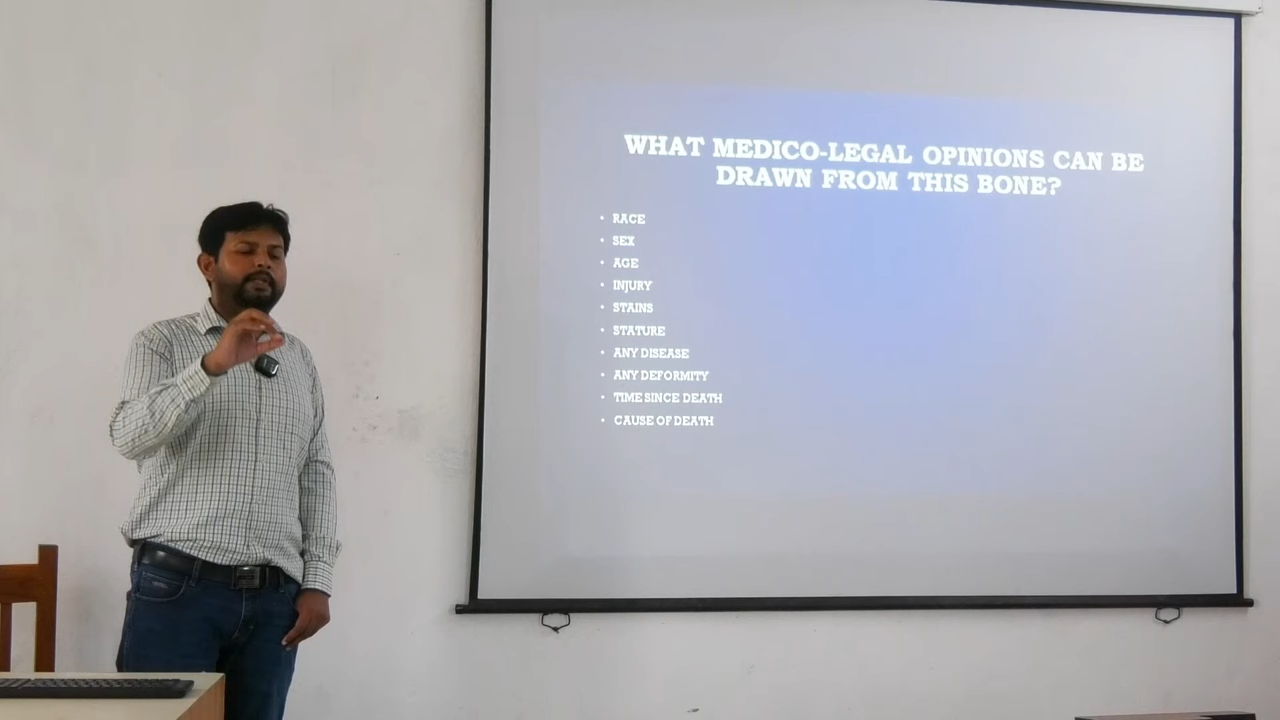 WHAT MEDICO-LEGAL OPINIONS CAN BE
DRAWN FROM THIS BONE?
• RACE
• SEX
• AGE
• INJURY
• STAINS
• STATURE
• ANY DISEASE
• ANY DEFORMITY
• TIME SINCE DEATH
• CAUSE OF DEATH